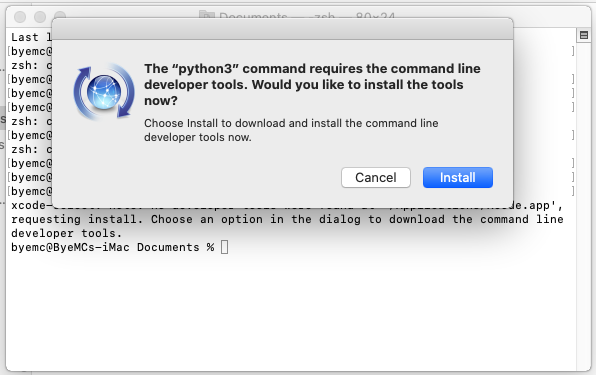 Documents — -zsh — 80×24
Last l
[byemc@ ]
zsh: c
[byemc@ ]
[byemc@ ]
[byemc@ ]
zsh: c
[byemc@ ]
zsh: c
[byemc@ ]
[byemc@ ]
[byemc@ ]
The “python3” command requires the command line
developer tools. Would you like to install the tools
now?
Choose Install to download and install the command line
developer tools now.
Cancel
Install
requesting install. Choose an option in the dialog to download the command line
developer tools.
byemc@ByeMCs-iMac Documents %